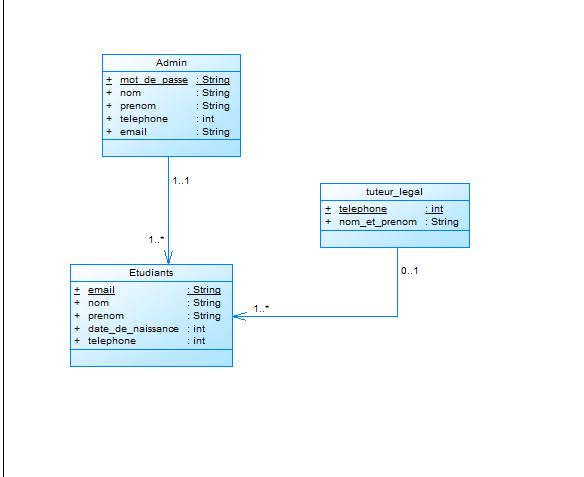 Admin
+ mot_de_passe : String
+ nom : String
+ prenom : String
+ telephone : int
+ email : String
1..1
1..*
tuteur_legal
+ telephone : int
+ nom_et_prenom : String
0..1
1..*
Etudiants
+ email : String
+ nom : String
+ prenom : String
+ date_de_naissance : int
+ telephone : int